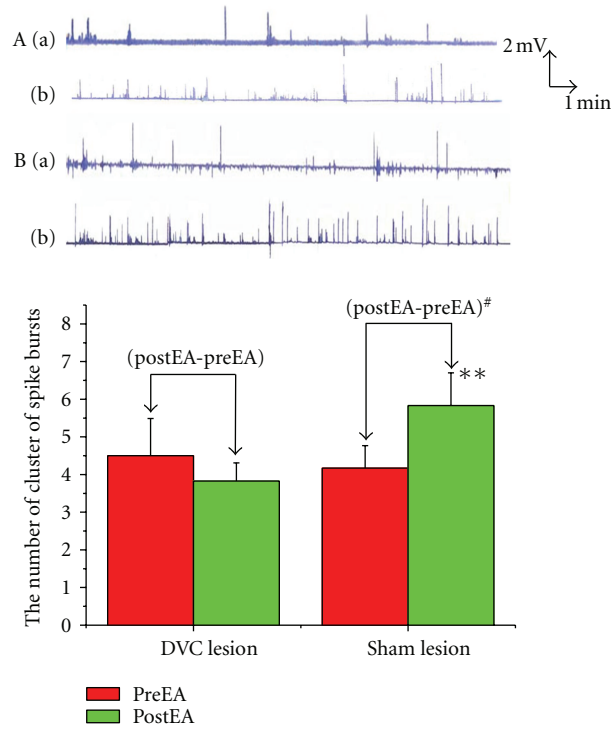 A (a)
2 mV
(b)
1 min
B (a)
(b)
The number of cluster of spike bursts
8
7
6
5
4
3
2
1
0
(postEA-preEA)
(postEA-preEA)#
**
DVC lesion
Sham lesion
PreEA
PostEA